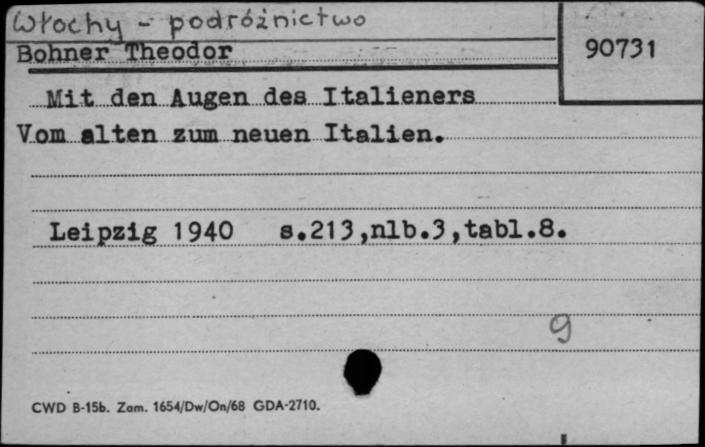 Włochy - podróżnictwo
Bohner Theodor
90731
Mit den Augen des Italieners
Vom alten zum neuen Italien.
Leipzig 1940 s.213,nlb.3,tabl.8.
g
CWD B-15b. Zam. 1654/Dw/On/68 GDA-2710.